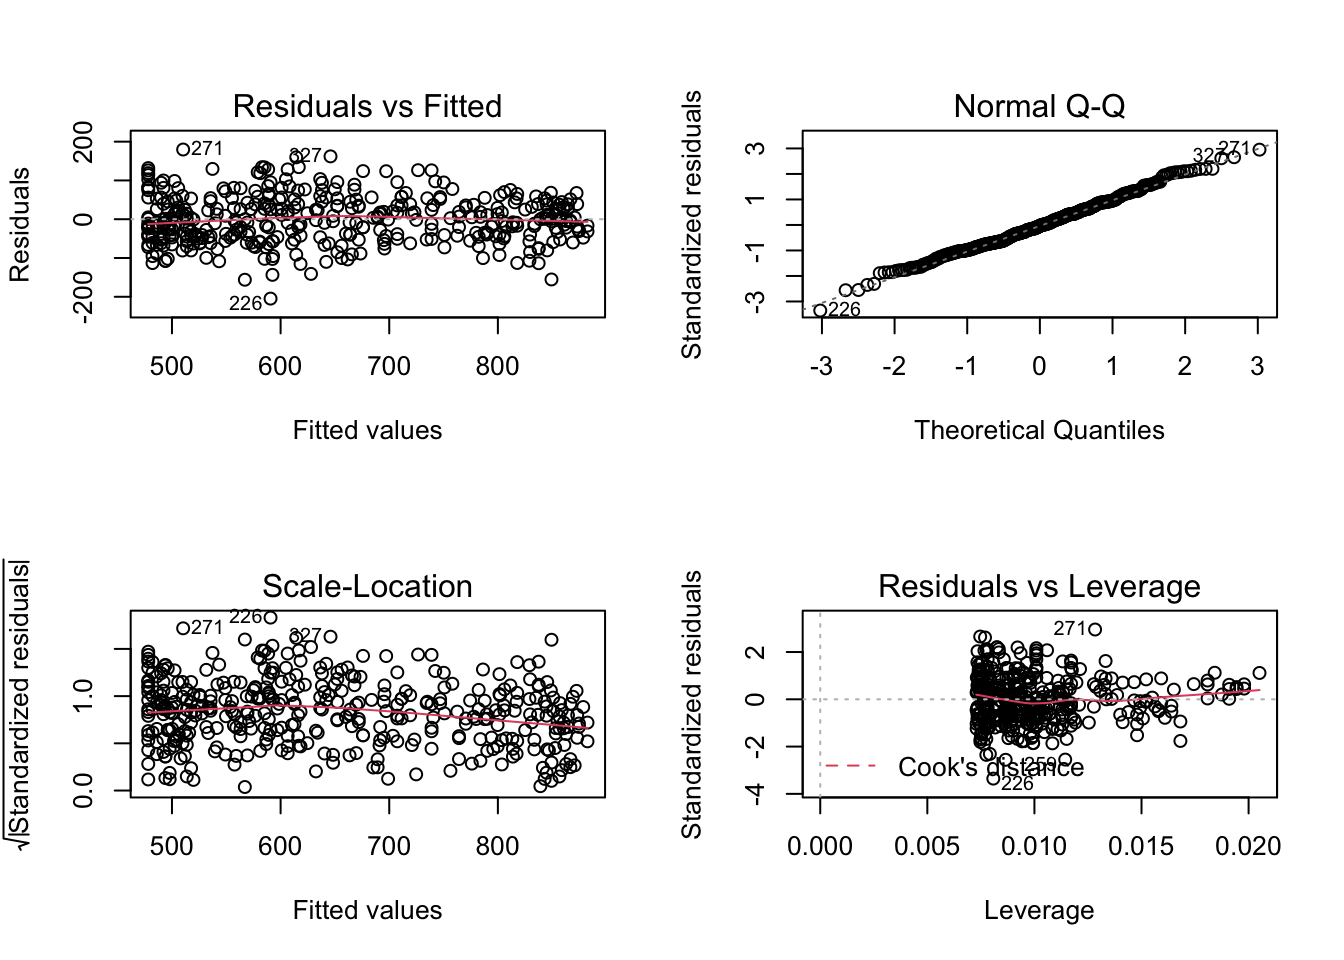 Residuals vs Fitted
Residuals
200
0
-200
271
327
226
500 600 700 800
Fitted values
Normal Q-Q
Standardized residuals
3
1
-1
-3
327
271
226
-3 -2 -1 0 1 2 3
Theoretical Quantiles
Scale-Location
√|Standardized residuals|
1.0
0.0
226
271
327
500 600 700 800
Fitted values
Residuals vs Leverage
Standardized residuals
2
0
-2
-4
271
259
Cook's distance
226
0.000 0.005 0.010 0.015 0.020
Leverage